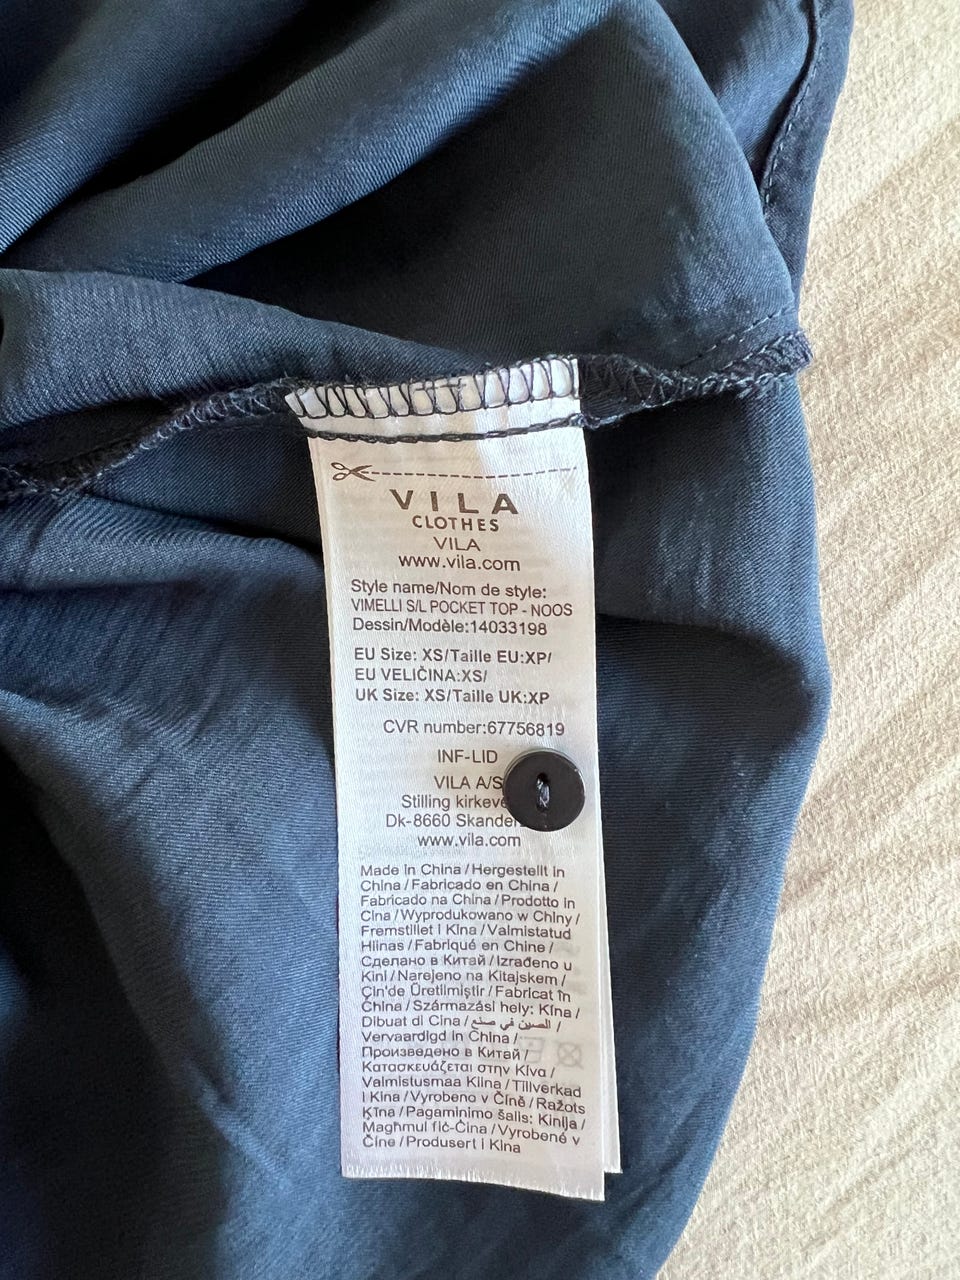 VILA
CLOTHES
VILA
www.vila.com
Style name/Nom de style:
VIMELLI S/L POCKET TOP - NOOS
Dessin/Modèle:14033198
EU Size: XS/Taille EU:XP/
EU VELIČINA:XS/
UK Size: XS/Taille UK:XP
CVR number:67756819
INF-LID
VILA A/S
Stilling
Dk-8660
www.vila.com
Made in China / Hergestellt in
China / Fabricado en China /
Fabricado na China / Prodotto in
Cina / Wyprodukowano w Chiny /
Fremstillet i Kina / Valmistatud
Hiinas / Fabriqué en Chine /
Сделано в Китай / Izrađeno u
Kini / Narejeno na Kitajskem /
Çin'de Üretilmiştir / Fabricat în
China / Származási hely: Kína /
Dibuat di Cina / الصين في صنع /
Vervaardigd in China /
Произведено в Китай /
Κατασκευάζεται στην Κίνα /
Valmistusmaa Kiina / Tillverkad
i Kina / Vyrobeno v Číně / Ražots
Ķīna / Pagaminimo šalis: Kinija /
Magħmul fiċ-Ċina / Vyrobené v
Číne / Produsert i Kina